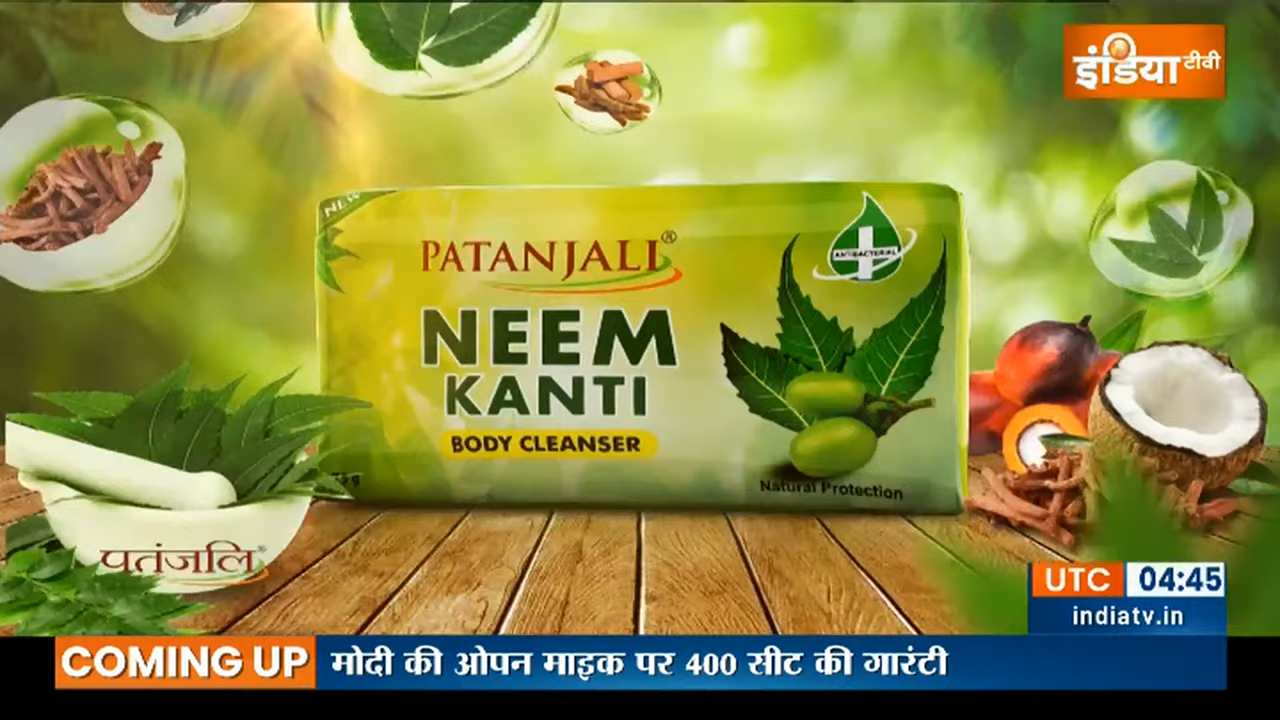 इंडिया टीवी
NEW
PATANJALI®
ANTIBACTERIAL
NEEM
KANTI
BODY CLEANSER
Natural Protection
पतंजलि®
UTC 04:45
indiatv.in
COMING UP मोदी की ओपन माइक पर 400 सीट की गारंटी